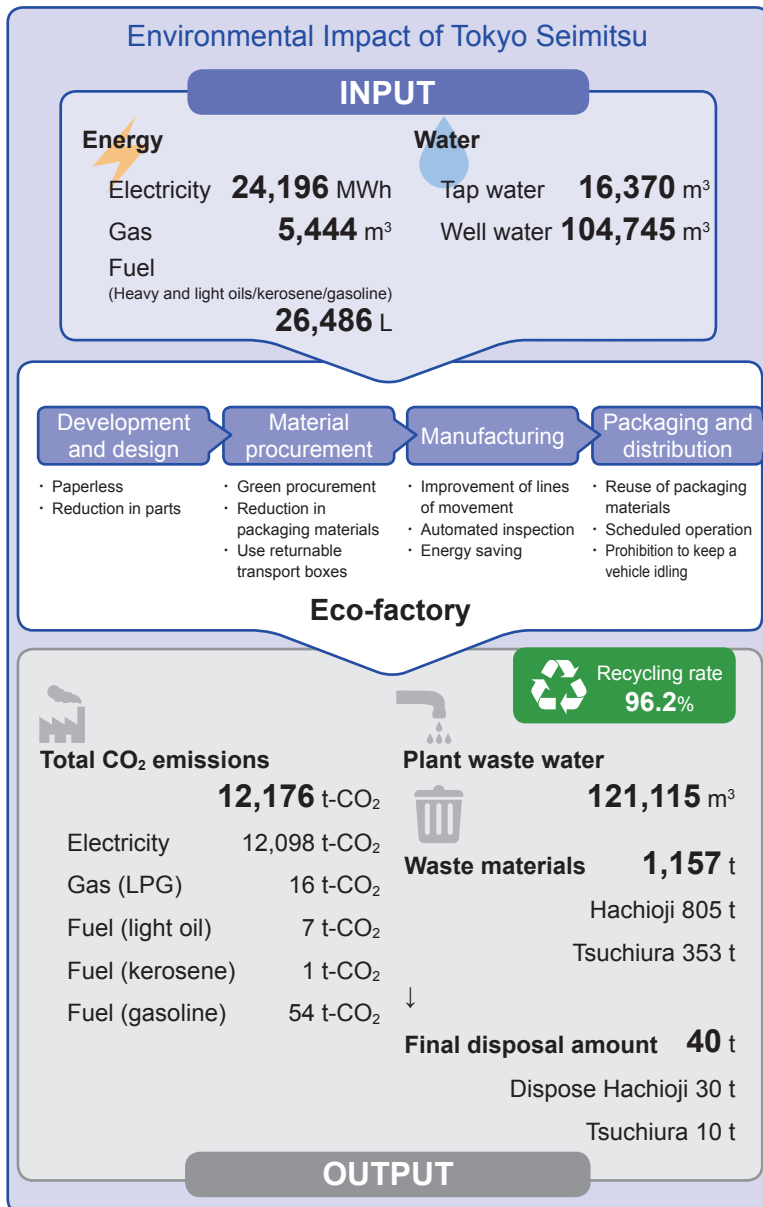 Environmental Impact of Tokyo Seimitsu
INPUT
Energy
Electricity 24,196 MWh
Gas 5,444 m³
Fuel
(Heavy and light oils/kerosene/gasoline)
26,486 L
Water
Tap water 16,370 m³
Well water 104,745 m³
Development
and design
・ Paperless
・ Reduction in parts
Material
procurement
・ Green procurement
・ Reduction in
packaging materials
・ Use returnable
transport boxes
Manufacturing
・ Improvement of lines
of movement
・ Automated inspection
・ Energy saving
Packaging and
distribution
・ Reuse of packaging
materials
・ Scheduled operation
・ Prohibition to keep a
vehicle idling
Eco-factory
Recycling rate
96.2%
Total CO₂ emissions
12,176 t-CO₂
Electricity 12,098 t-CO₂
Gas (LPG) 16 t-CO₂
Fuel (light oil) 7 t-CO₂
Fuel (kerosene) 1 t-CO₂
Fuel (gasoline) 54 t-CO₂
Plant waste water
121,115 m³
Waste materials 1,157 t
Hachioji 805 t
Tsuchiura 353 t
↓
Final disposal amount 40 t
Dispose Hachioji 30 t
Tsuchiura 10 t
OUTPUT